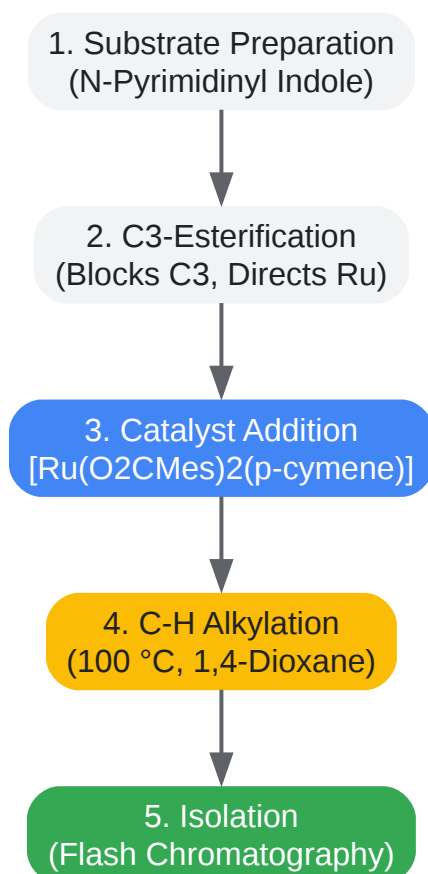 1. Substrate Preparation
(N-Pyrimidinyl Indole)
2. C3-Esterification
(Blocks C3, Directs Ru)
3. Catalyst Addition
[Ru(O2CMes)2(p-cymene)]
4. C-H Alkylation
(100 °C, 1,4-Dioxane)
5. Isolation
(Flash Chromatography)